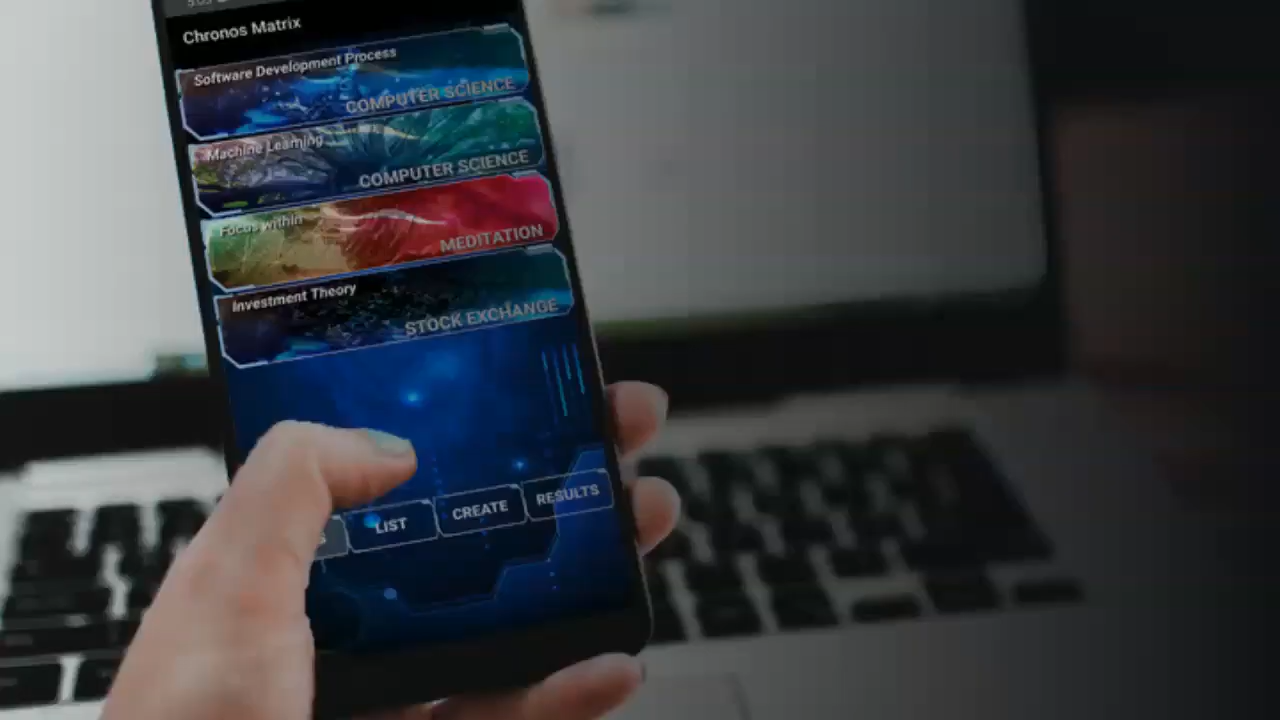 Chronos Matrix
Software Development Process
COMPUTER SCIENCE
Machine Learning
COMPUTER SCIENCE
Focus within
MEDITATION
Investment Theory
STOCK EXCHANGE
LIST
CREATE
RESULTS